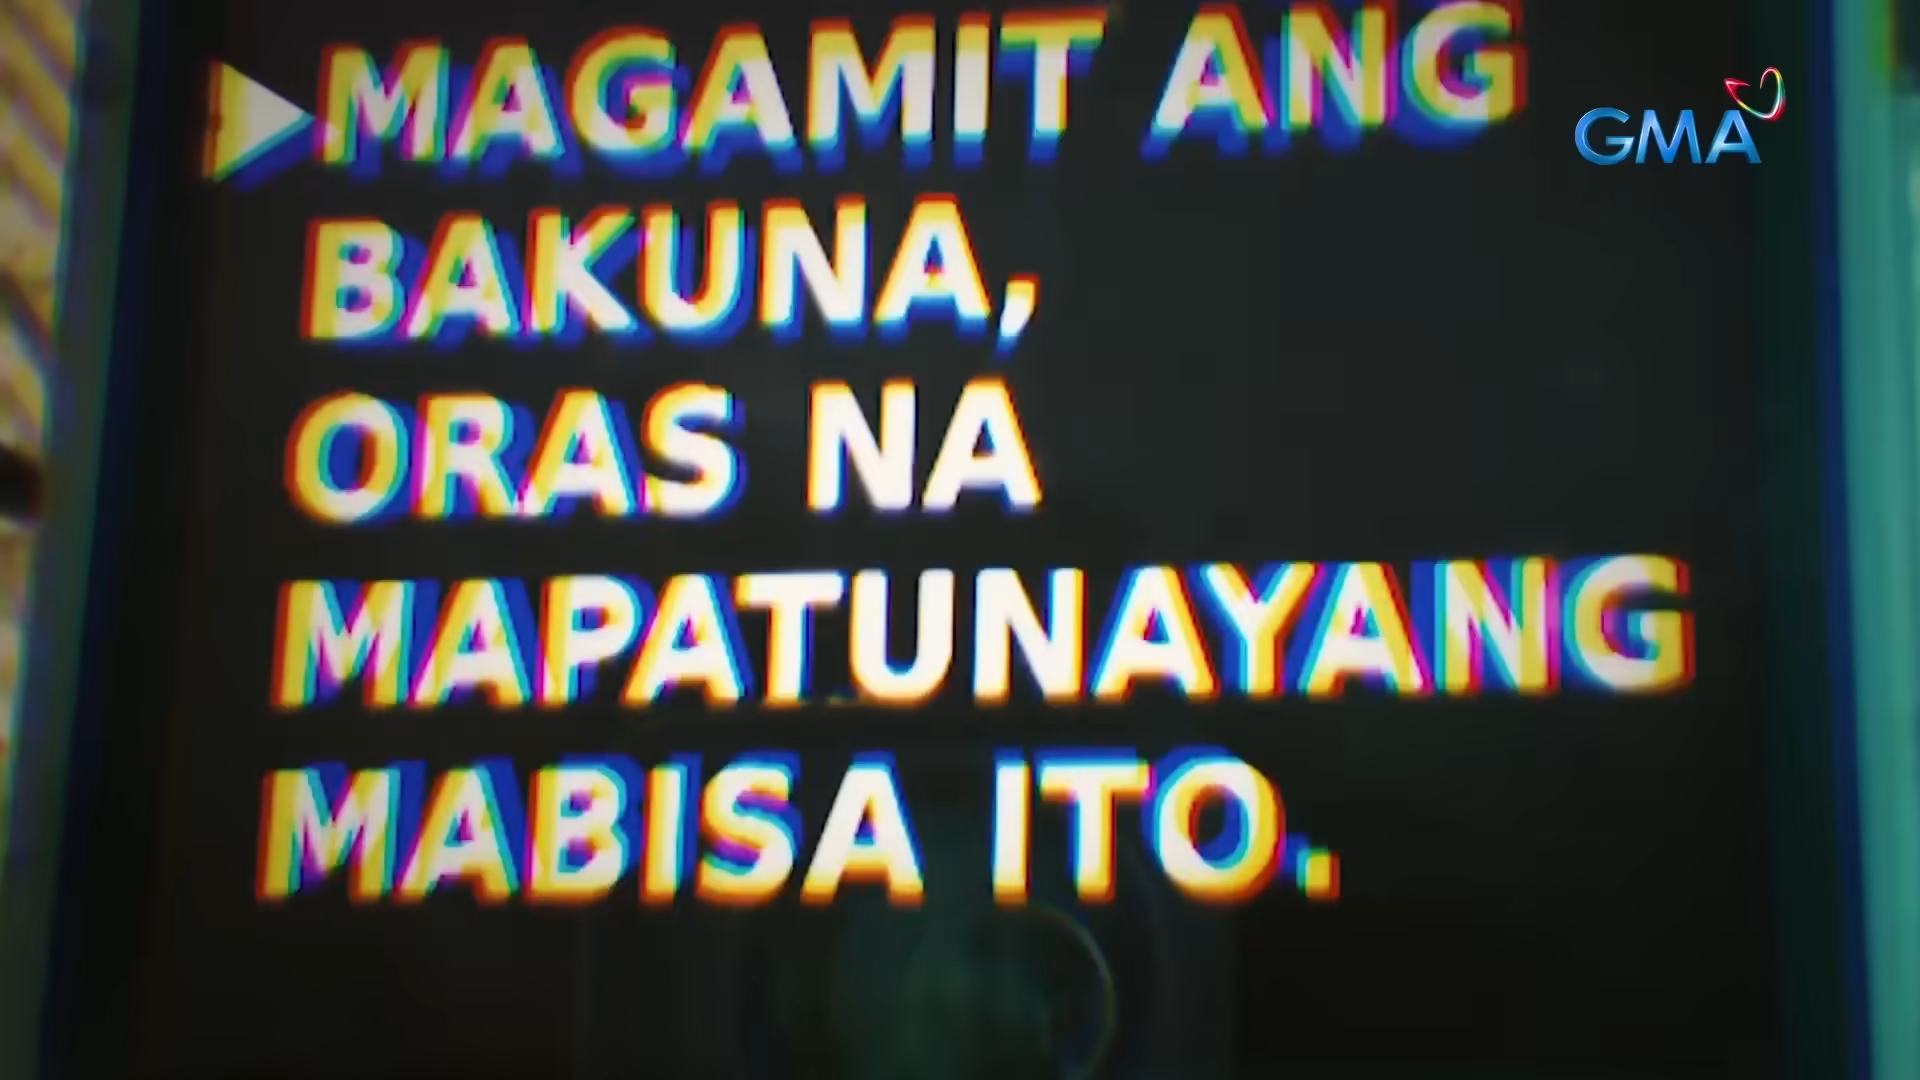 ▶MAGAMIT ANG
GMA
BAKUNA,
ORAS NA
MAPATUNAYANG
MABISA ITO.